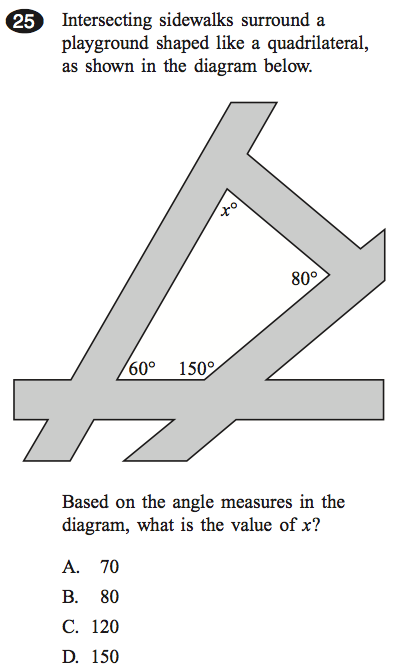 25 Intersecting sidewalks surround a
playground shaped like a quadrilateral,
as shown in the diagram below.
x°
80°
60° 150°
Based on the angle measures in the
diagram, what is the value of x?
A. 70
B. 80
C. 120
D. 150